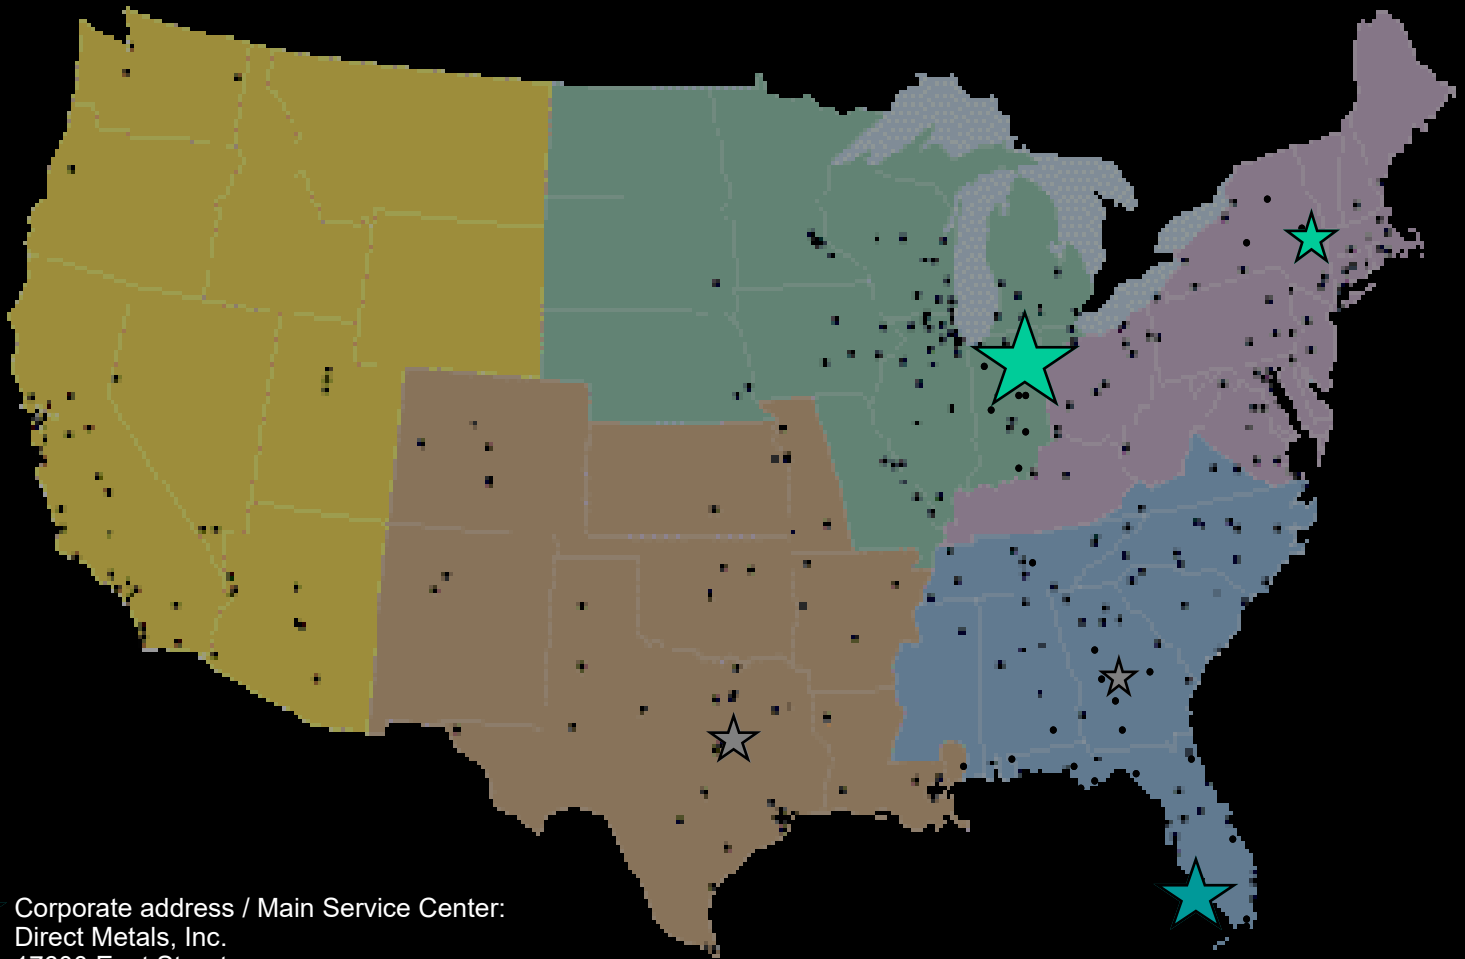 Corporate address / Main Service Center:
Direct Metals, Inc.